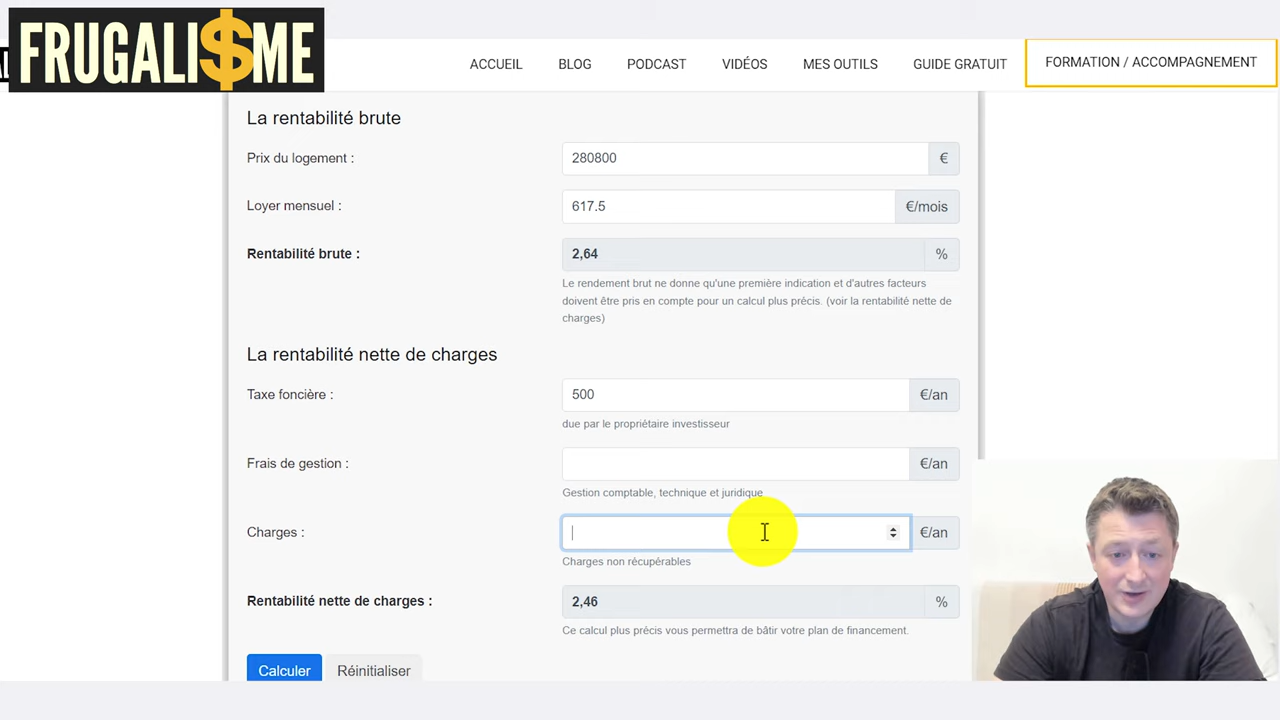 FRUGALI$ME
ACCUEIL BLOG PODCAST VIDÉOS MES OUTILS GUIDE GRATUIT FORMATION / ACCOMPAGNEMENT
La rentabilité brute
Prix du logement : 280800 €
Loyer mensuel : 617.5 €/mois
Rentabilité brute : 2,64 %
Le rendement brut ne donne qu'une première indication et d'autres facteurs
doivent être pris en compte pour un calcul plus précis. (voir la rentabilité nette de
charges)
La rentabilité nette de charges
Taxe foncière : 500 €/an
due par le propriétaire investisseur
Frais de gestion : €/an
Gestion comptable, technique et juridique
Charges : €/an
Charges non récupérables
Rentabilité nette de charges : 2,46 %
Ce calcul plus précis vous permettra de bâtir votre plan de financement.
Calculer Réinitialiser